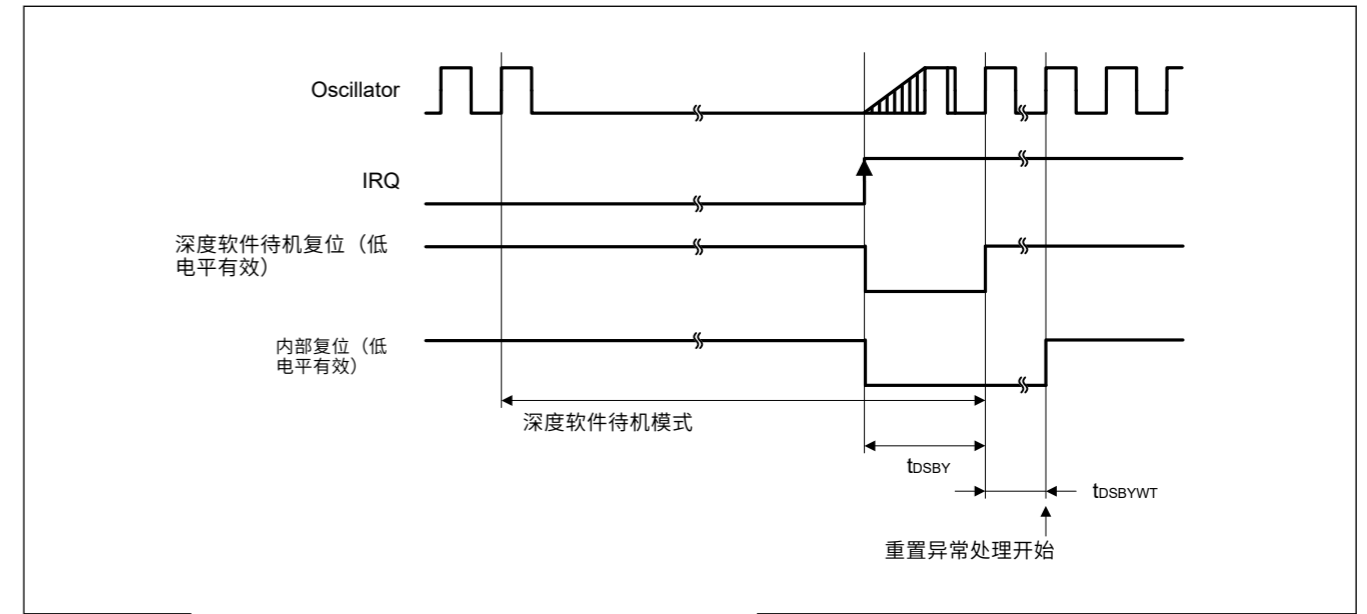 Oscillator
IRQ
深度软件待机复位（低
电平有效）
内部复位（低
电平有效）
深度软件待机模式
tDSBY
tDSBYWT
重置异常处理开始